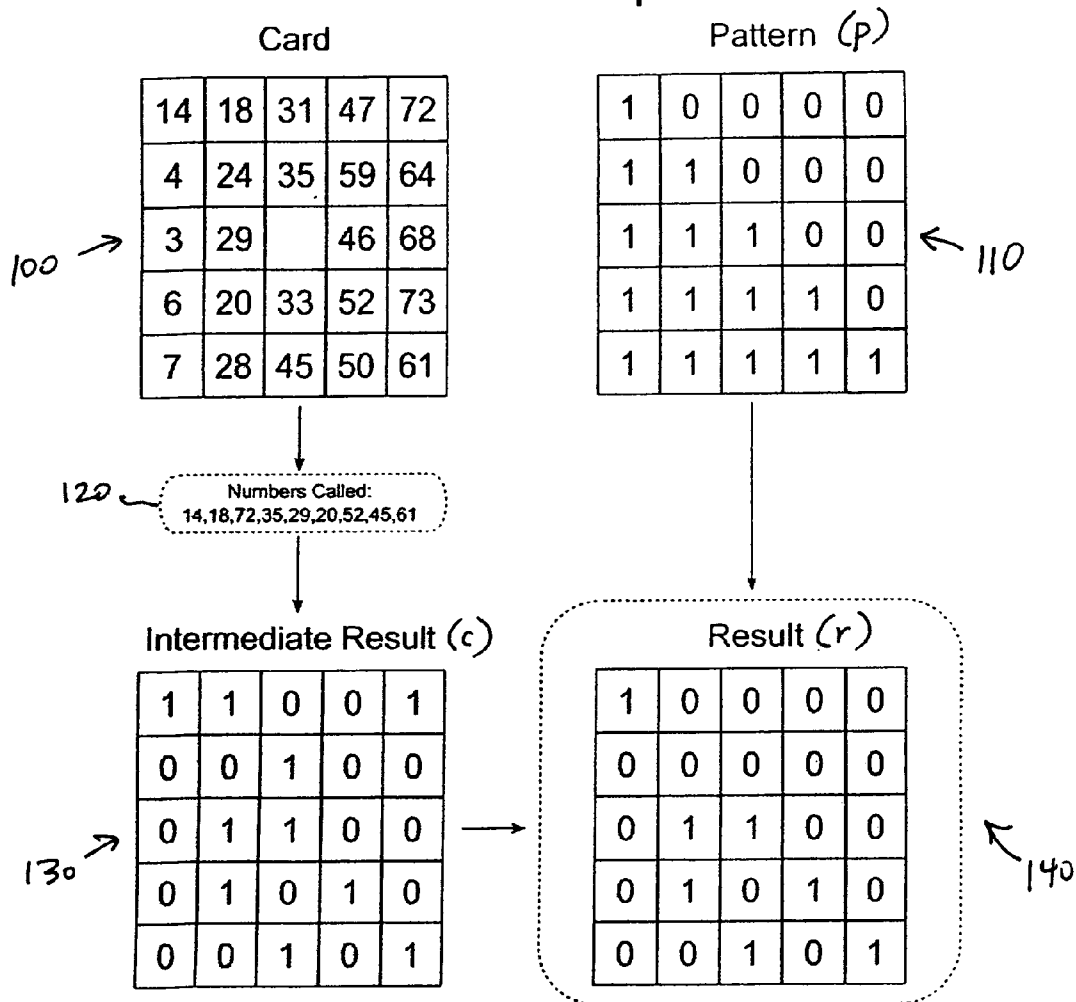 Card
14 18 31 47 72
4 24 35 59 64
3 29 46 68
6 20 33 52 73
7 28 45 50 61
100
Pattern (p)
1 0 0 0 0
1 1 0 0 0
1 1 1 0 0
1 1 1 1 0
1 1 1 1 1
110
120
Numbers Called:
14,18,72,35,29,20,52,45,61
Intermediate Result (c)
1 1 0 0 1
0 0 1 0 0
0 1 1 0 0
0 1 0 1 0
0 0 1 0 1
130
Result (r)
1 0 0 0 0
0 0 0 0 0
0 1 1 0 0
0 1 0 1 0
0 0 1 0 1
140